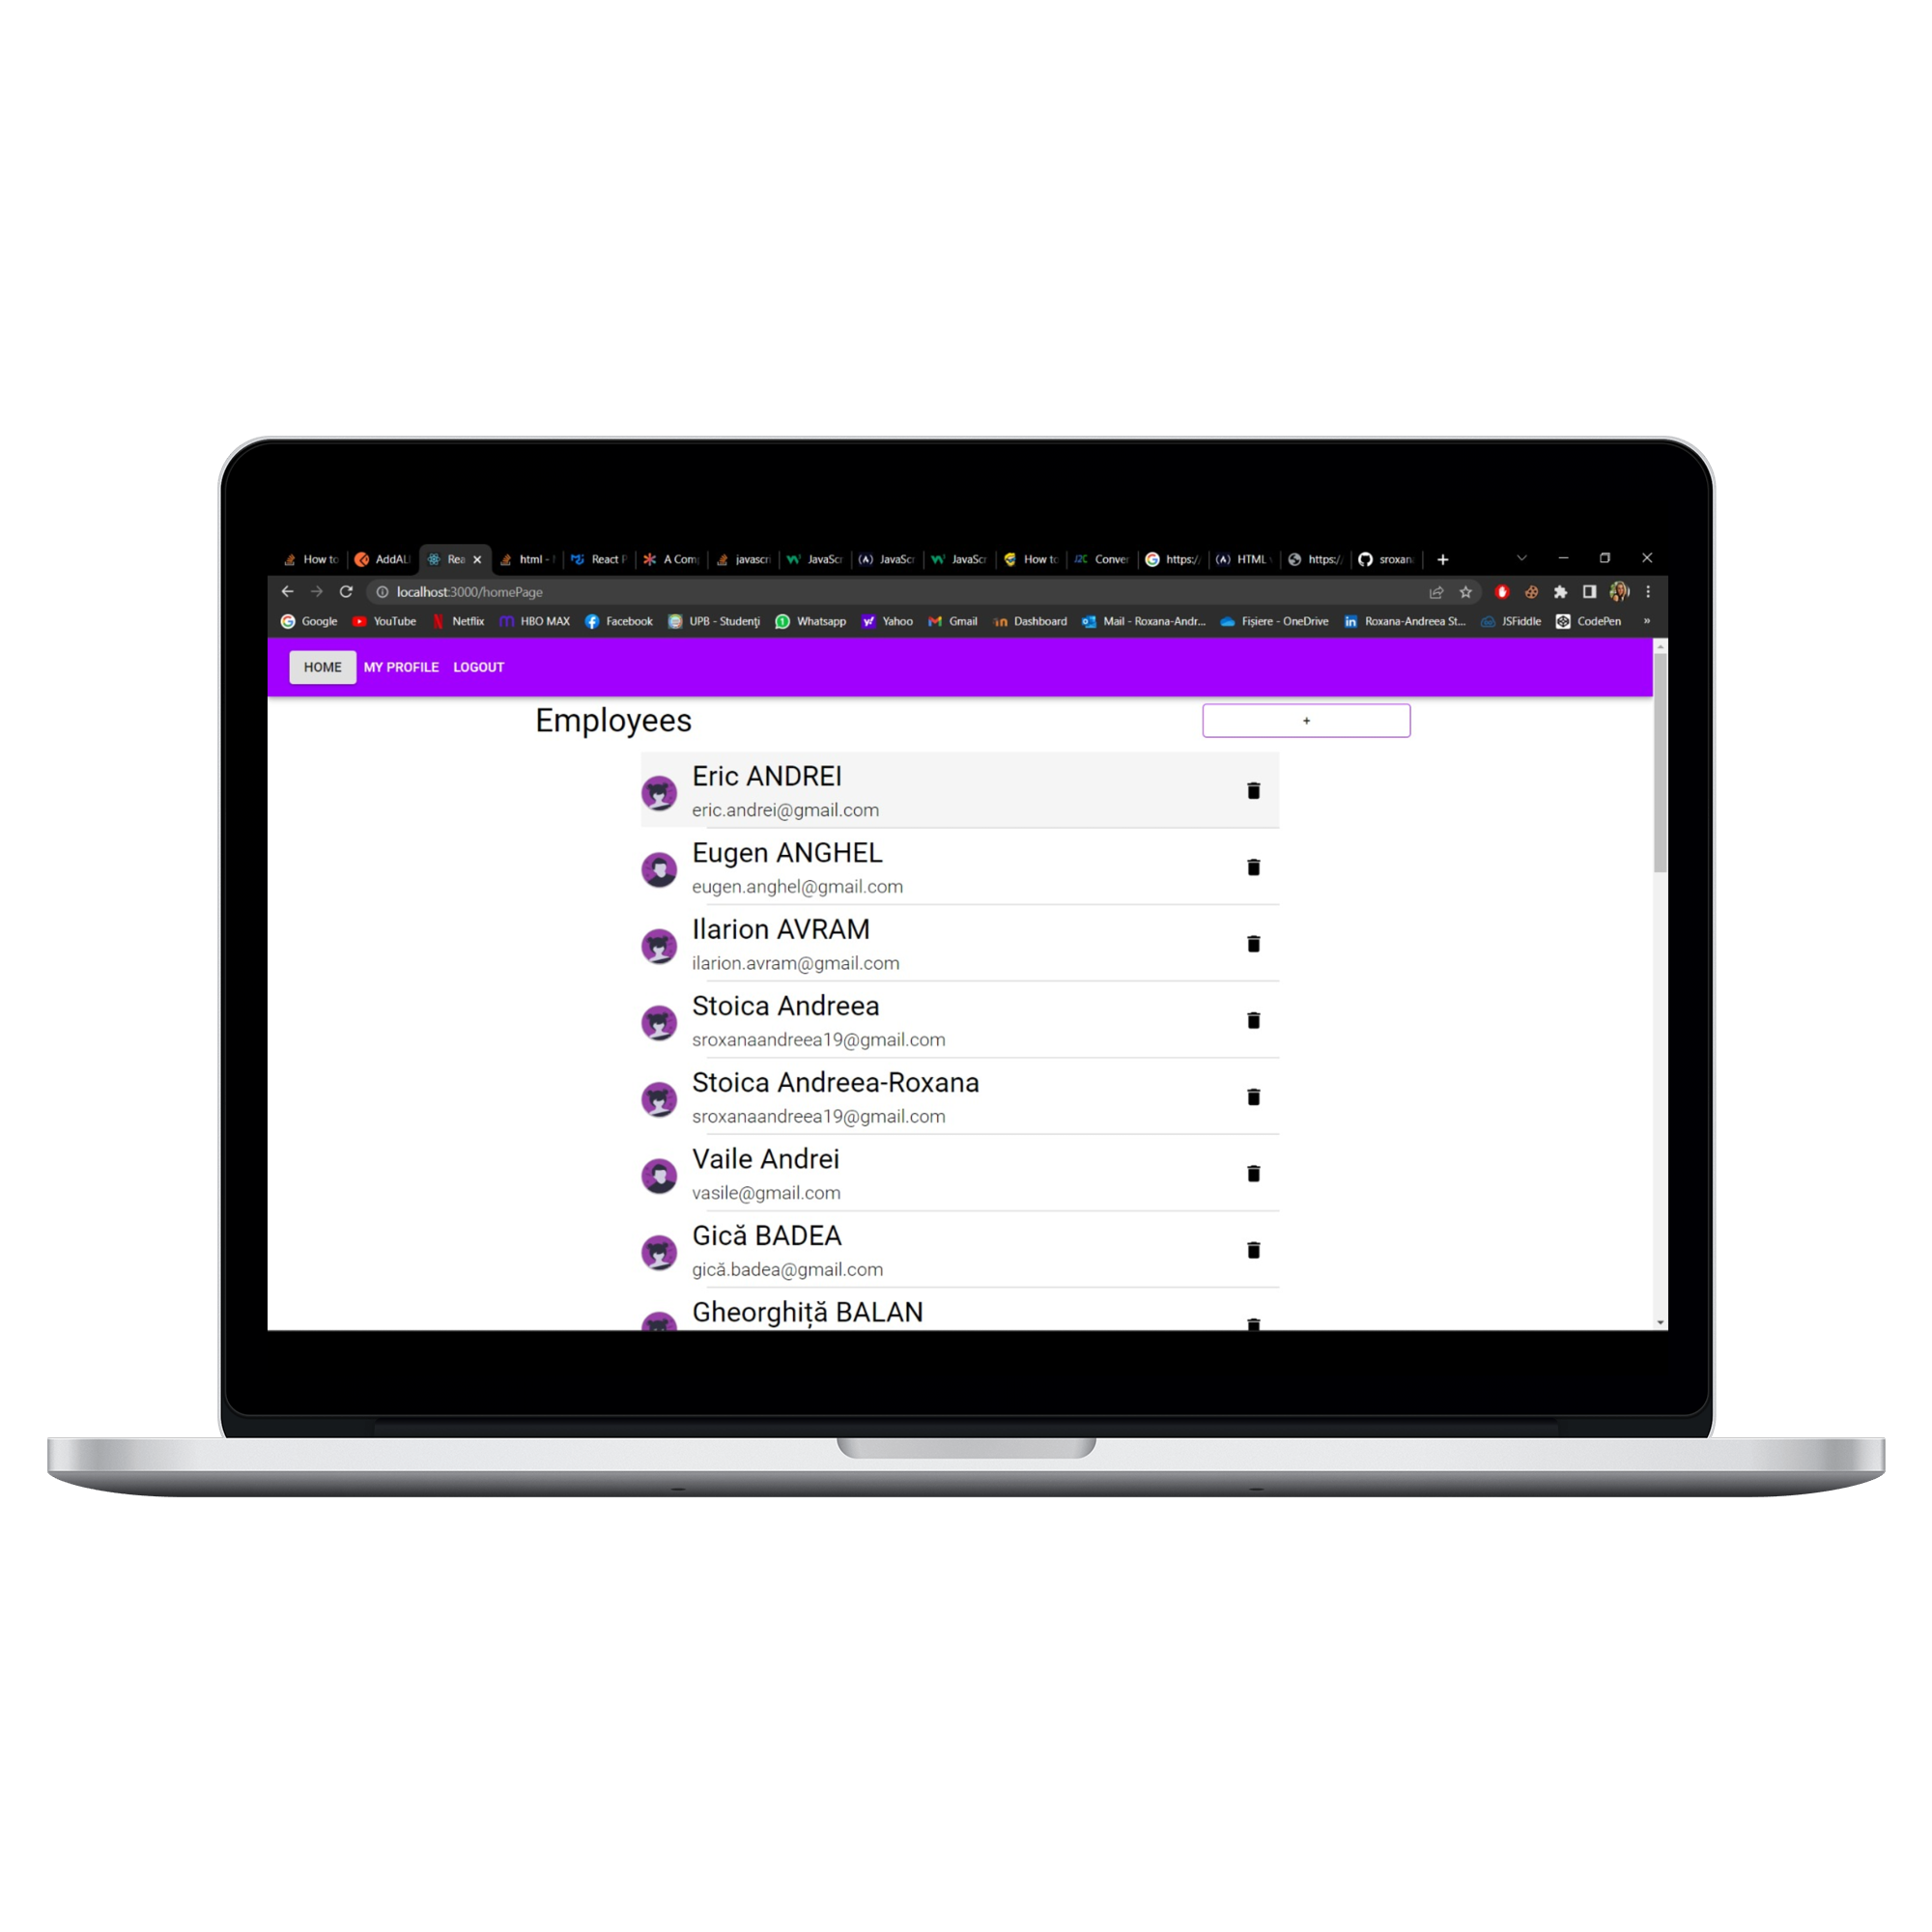 How to AddAL Rea html - React P A Com javascri JavaScr JavaScr JavaScr How to Conver https:/ HTML https:/ sroxan
localhost:3000/homePage
Google YouTube Netflix HBO MAX Facebook UPB - Studenți Whatsapp Yahoo Gmail Dashboard Mail - Roxana-Andr... Fișiere - OneDrive Roxana-Andreea St... JSFiddle CodePen »
HOME MY PROFILE LOGOUT
Employees +
Eric ANDREI
eric.andrei@gmail.com
Eugen ANGHEL
eugen.anghel@gmail.com
Ilarion AVRAM
ilarion.avram@gmail.com
Stoica Andreea
sroxanaandreea19@gmail.com
Stoica Andreea-Roxana
sroxanaandreea19@gmail.com
Vaile Andrei
vasile@gmail.com
Gică BADEA
gică.badea@gmail.com
Gheorghiță BALAN